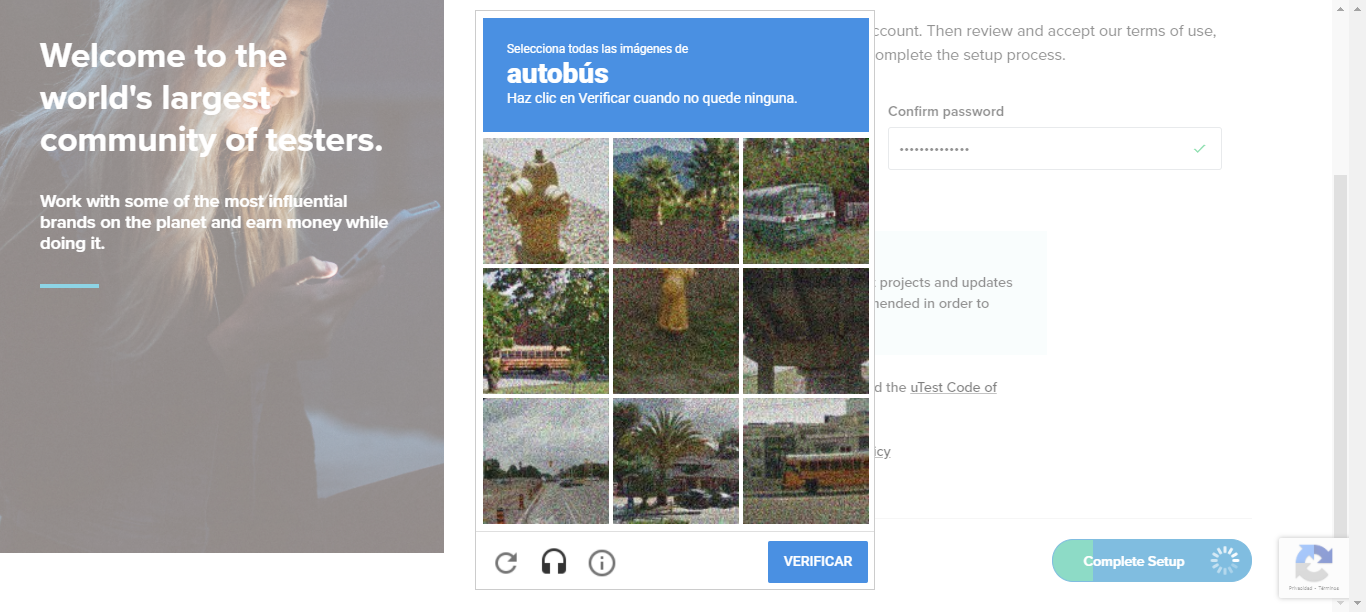 Welcome to the
world's largest
community of testers.
Work with some of the most influential
brands on the planet and earn money while
doing it.
Selecciona todas las imágenes de
autobús
Haz clic en Verificar cuando no quede ninguna.
VERIFICAR
ccount. Then review and accept our terms of use,
omplete the setup process.
Confirm password
••••••••••••••
projects and updates
nended in order to
d the uTest Code of
icy
Complete Setup
Privacidad - Términos